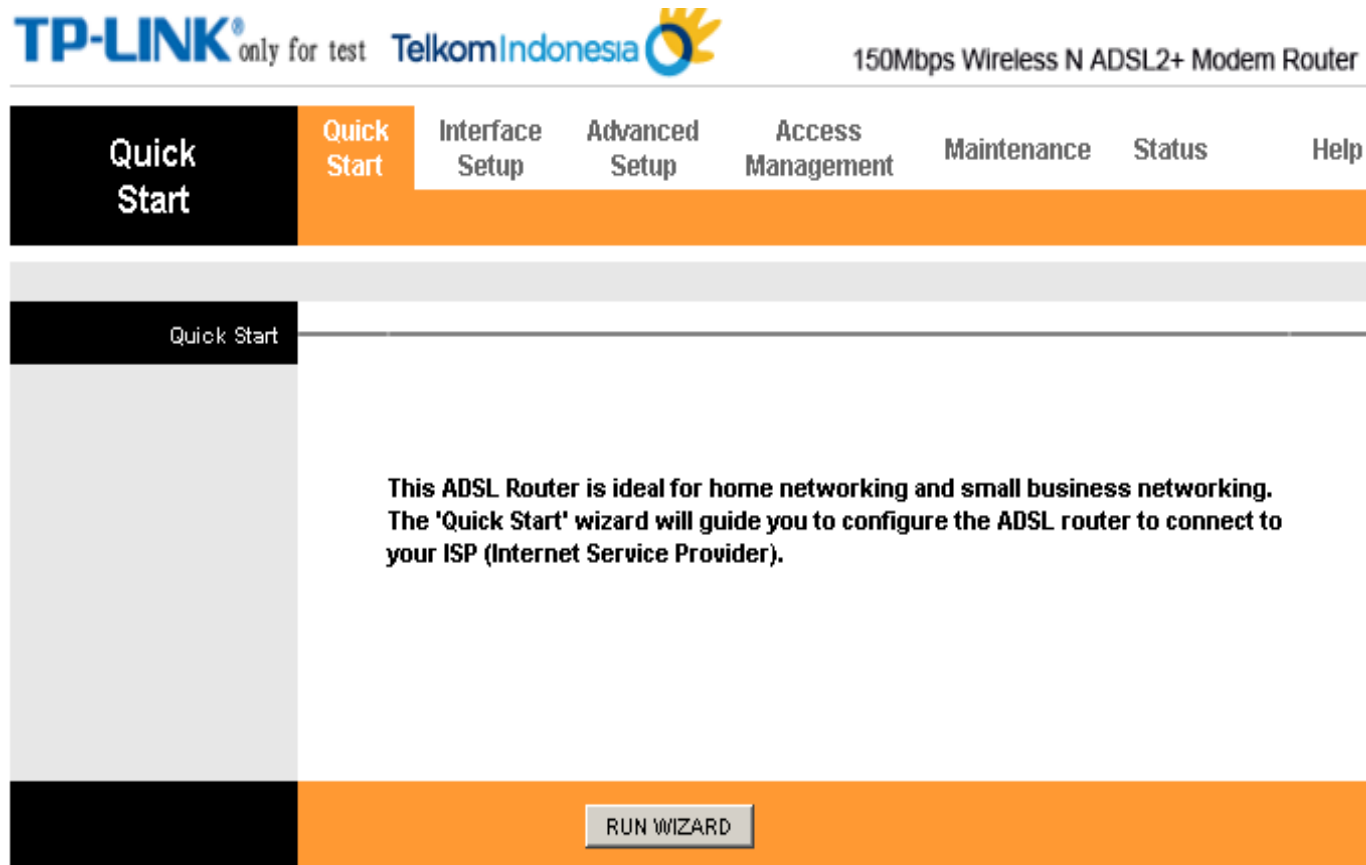 TP-LINK® only for test Telkom Indonesia
150Mbps Wireless N ADSL2+ Modem Router
Quick
Start
Quick
Start
Interface
Setup
Advanced
Setup
Access
Management
Maintenance
Status
Help
Quick Start
This ADSL Router is ideal for home networking and small business networking.
The 'Quick Start' wizard will guide you to configure the ADSL router to connect to
your ISP (Internet Service Provider).
RUN WIZARD